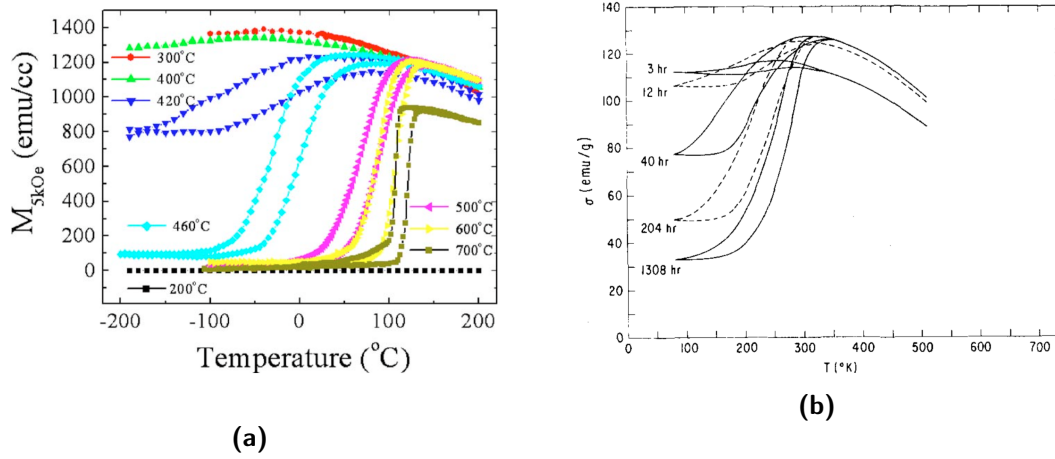 1400
1200
1000
800
600
400
200
100
0
M5kOe (emu/cc)
300°C
400°C
420°C
460°C
500°C
600°C
700°C
200°C
-200 -100 0 100 200
Temperature (°C)
(a)
140
120
100
80
60
40
20
0
σ (emu/g)
3 hr
12 hr
40 hr
204 hr
1308 hr
0 100 200 300 400 500 600 700
T (°K)
(b)